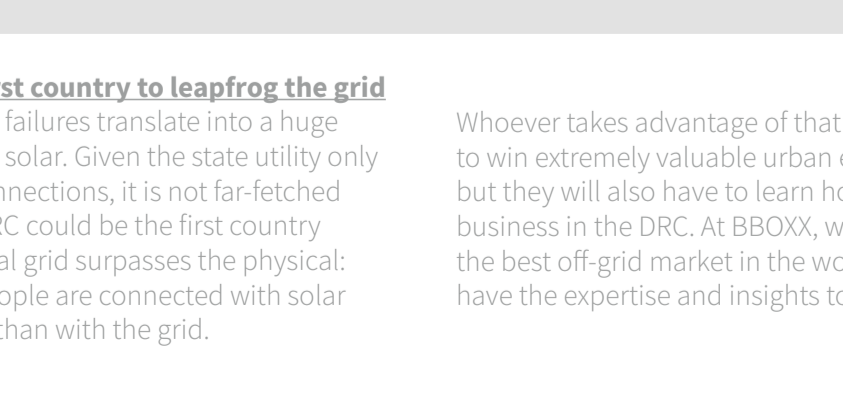 rst country to leapfrog the grid
failures translate into a huge
solar. Given the state utility only
nnections, it is not far-fetched
RC could be the first country
al grid surpasses the physical:
ople are connected with solar
than with the grid.
Whoever takes advantage of that
to win extremely valuable urban e
but they will also have to learn ho
business in the DRC. At BBOXX, w
the best off-grid market in the wo
have the expertise and insights to